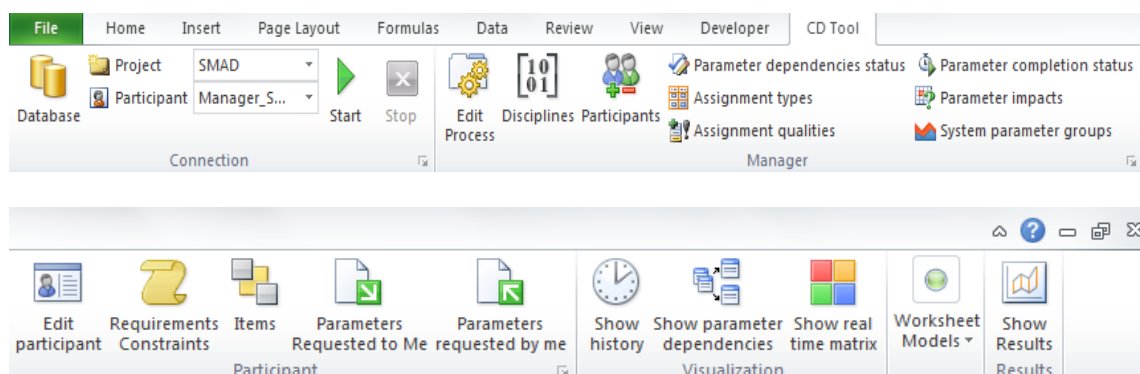 File Home Insert Page Layout Formulas Data Review View Developer CD Tool
Project SMAD Parameter dependencies status Parameter completion status
Participant Manager_S... Assignment types Parameter impacts
Database Start Stop Edit Process Disciplines Participants Assignment qualities System parameter groups
Connection Manager
Edit participant Requirements Constraints Items Parameters Requested to Me Parameters requested by me Show history Show parameter dependencies Show real time matrix Worksheet Models Show Results
Participant Visualization Results